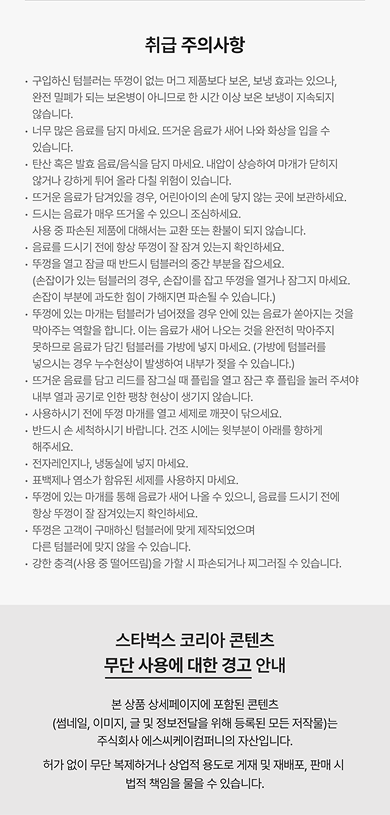 취급 주의사항
· 구입하신 텀블러는 뚜껑이 없는 머그 제품보다 보온, 보냉 효과는 있으나,
완전 밀폐가 되는 보온병이 아니므로 한 시간 이상 보온 보냉이 지속되지
않습니다.
· 너무 많은 음료를 담지 마세요. 뜨거운 음료가 새어 나와 화상을 입을 수
있습니다.
· 탄산 혹은 발효 음료/음식을 담지 마세요. 내압이 상승하여 마개가 닫히지
않거나 강하게 튀어 올라 다칠 위험이 있습니다.
· 뜨거운 음료가 담겨있을 경우, 어린아이의 손에 닿지 않는 곳에 보관하세요.
· 드시는 음료가 매우 뜨거울 수 있으니 조심하세요.
사용 중 파손된 제품에 대해서는 교환 또는 환불이 되지 않습니다.
· 음료를 드시기 전에 항상 뚜껑이 잘 잠겨 있는지 확인하세요.
· 뚜껑을 열고 잠글 때 반드시 텀블러의 중간 부분을 잡으세요.
(손잡이가 있는 텀블러의 경우, 손잡이를 잡고 뚜껑을 열거나 잠그지 마세요.
손잡이 부분에 과도한 힘이 가해지면 파손될 수 있습니다.)
· 뚜껑에 있는 마개는 텀블러가 넘어졌을 경우 안에 있는 음료가 쏟아지는 것을
막아주는 역할을 합니다. 이는 음료가 새어 나오는 것을 완전히 막아주지
못하므로 음료가 담긴 텀블러를 가방에 넣지 마세요. (가방에 텀블러를
넣으시는 경우 누수현상이 발생하여 내부가 젖을 수 있습니다.)
· 뜨거운 음료를 담고 리드를 잠그실 때 플립을 열고 잠근 후 플립을 눌러 주셔야
내부 열과 공기로 인한 팽창 현상이 생기지 않습니다.
· 사용하시기 전에 뚜껑 마개를 열고 세제로 깨끗이 닦으세요.
· 반드시 손 세척하시기 바랍니다. 건조 시에는 윗부분이 아래를 향하게
해주세요.
· 전자레인지나, 냉동실에 넣지 마세요.
· 표백제나 염소가 함유된 세제를 사용하지 마세요.
· 뚜껑에 있는 마개를 통해 음료가 새어 나올 수 있으니, 음료를 드시기 전에
항상 뚜껑이 잘 잠겨있는지 확인하세요.
· 뚜껑은 고객이 구매하신 텀블러에 맞게 제작되었으며
다른 텀블러에 맞지 않을 수 있습니다.
· 강한 충격(사용 중 떨어뜨림)을 가할 시 파손되거나 찌그러질 수 있습니다.
스타벅스 코리아 콘텐츠
무단 사용에 대한 경고 안내
본 상품 상세페이지에 포함된 콘텐츠
(썸네일, 이미지, 글 및 정보전달을 위해 등록된 모든 저작물)는
주식회사 에스씨케이컴퍼니의 자산입니다.
허가 없이 무단 복제하거나 상업적 용도로 게재 및 재배포, 판매 시
법적 책임을 물을 수 있습니다.